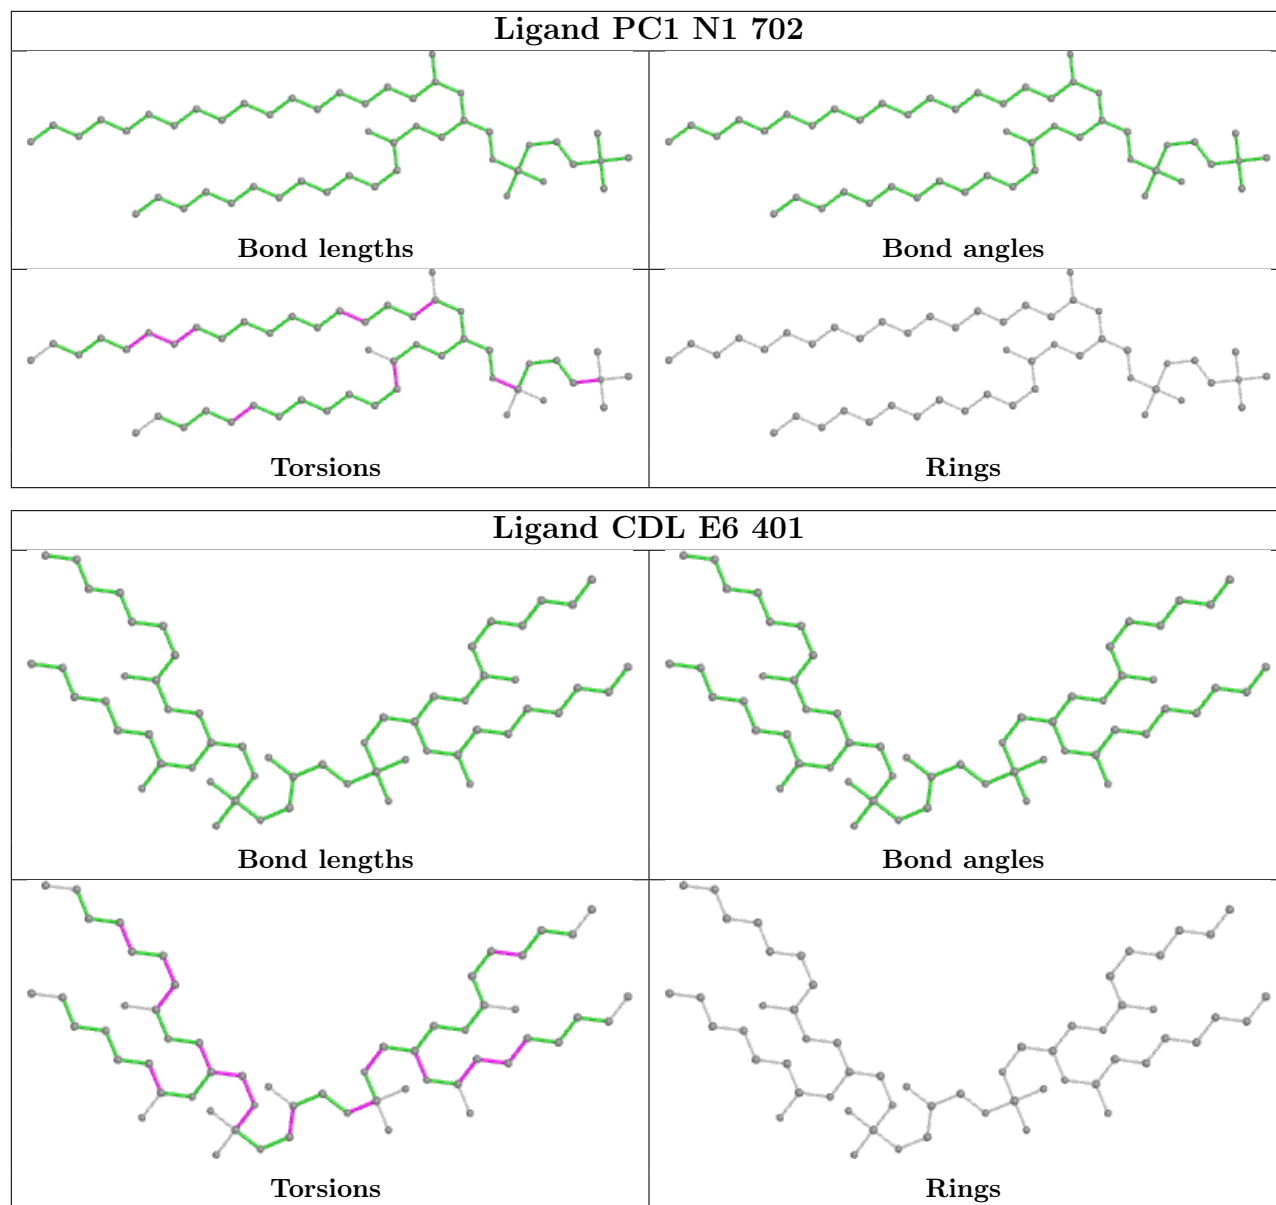 Ligand PC1 N1 702
Bond lengths
Bond angles
Torsions
Rings
Ligand CDL E6 401
Bond lengths
Bond angles
Torsions
Rings